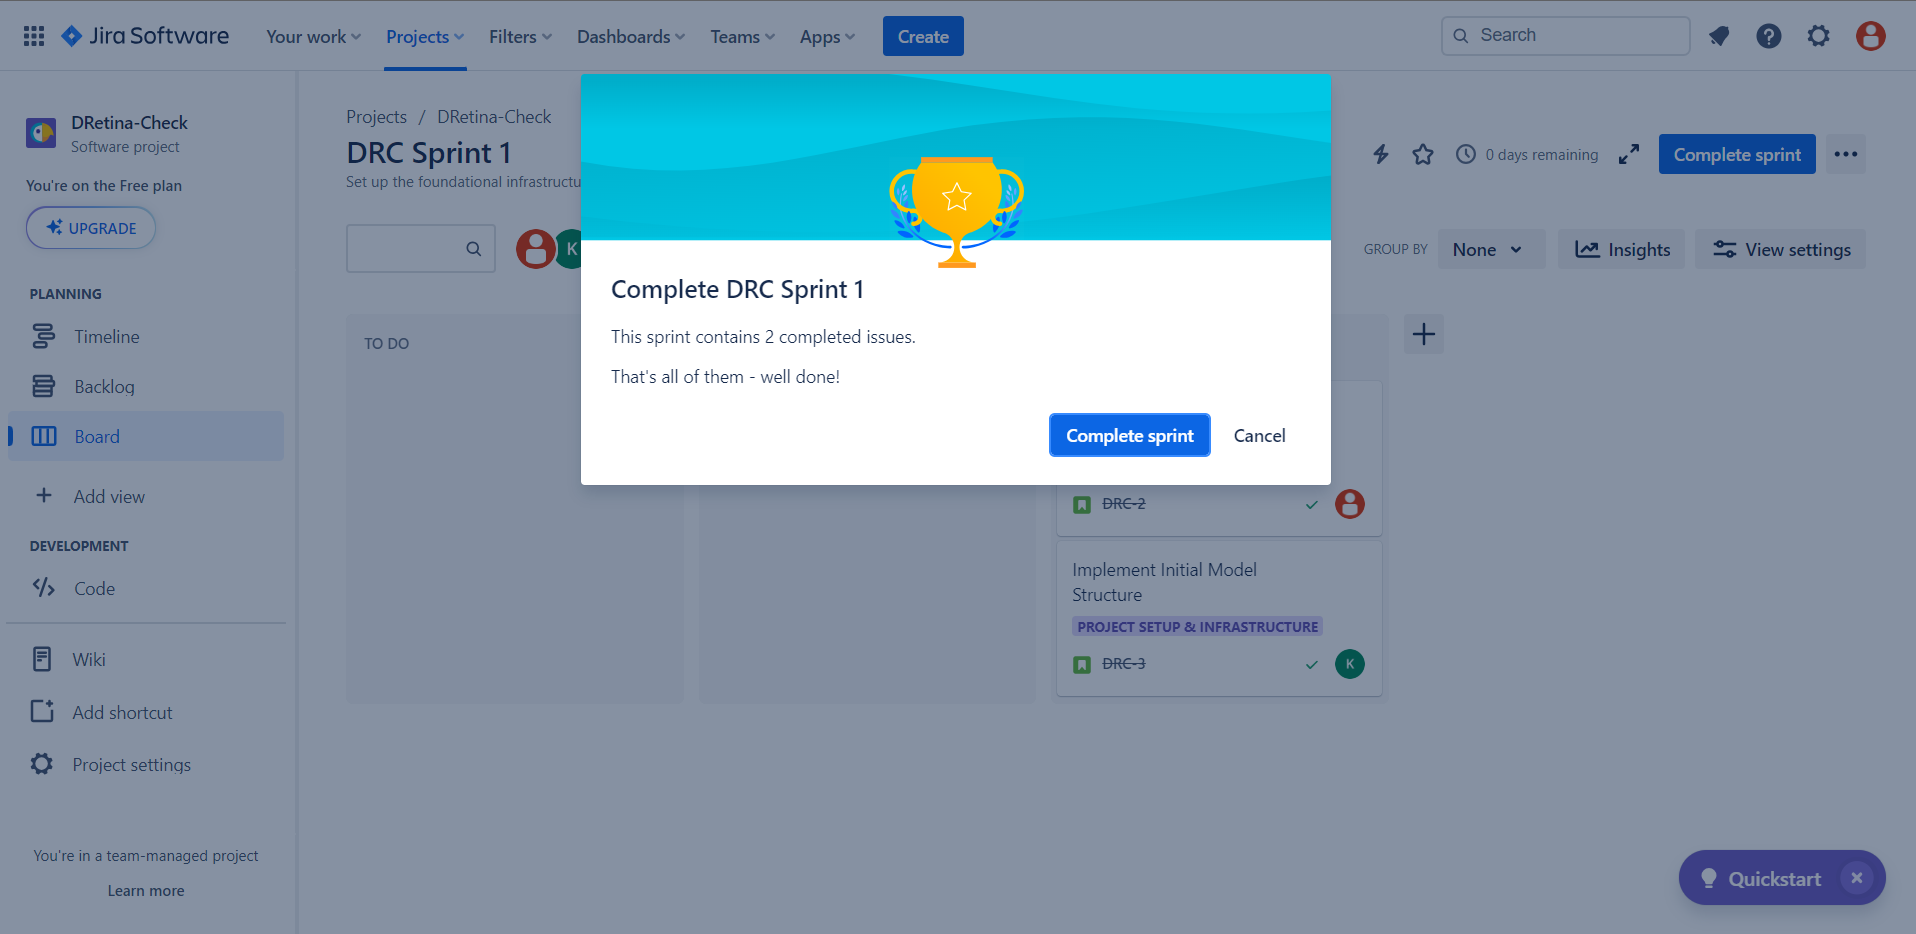 Jira Software Your work Projects Filters Dashboards Teams Apps Create Search
DRetina-Check
Software project
You're on the Free plan
UPGRADE
PLANNING
Timeline
Backlog
Board
Add view
DEVELOPMENT
Code
Wiki
Add shortcut
Project settings
You're in a team-managed project
Learn more
Projects / DRetina-Check
DRC Sprint 1
Set up the foundational infrastructu
0 days remaining Complete sprint
K
GROUP BY None Insights View settings
TO DO
Complete DRC Sprint 1
This sprint contains 2 completed issues.
That's all of them - well done!
Complete sprint Cancel
DRC-2
Implement Initial Model
Structure
PROJECT SETUP & INFRASTRUCTURE
DRC-3 K
Quickstart